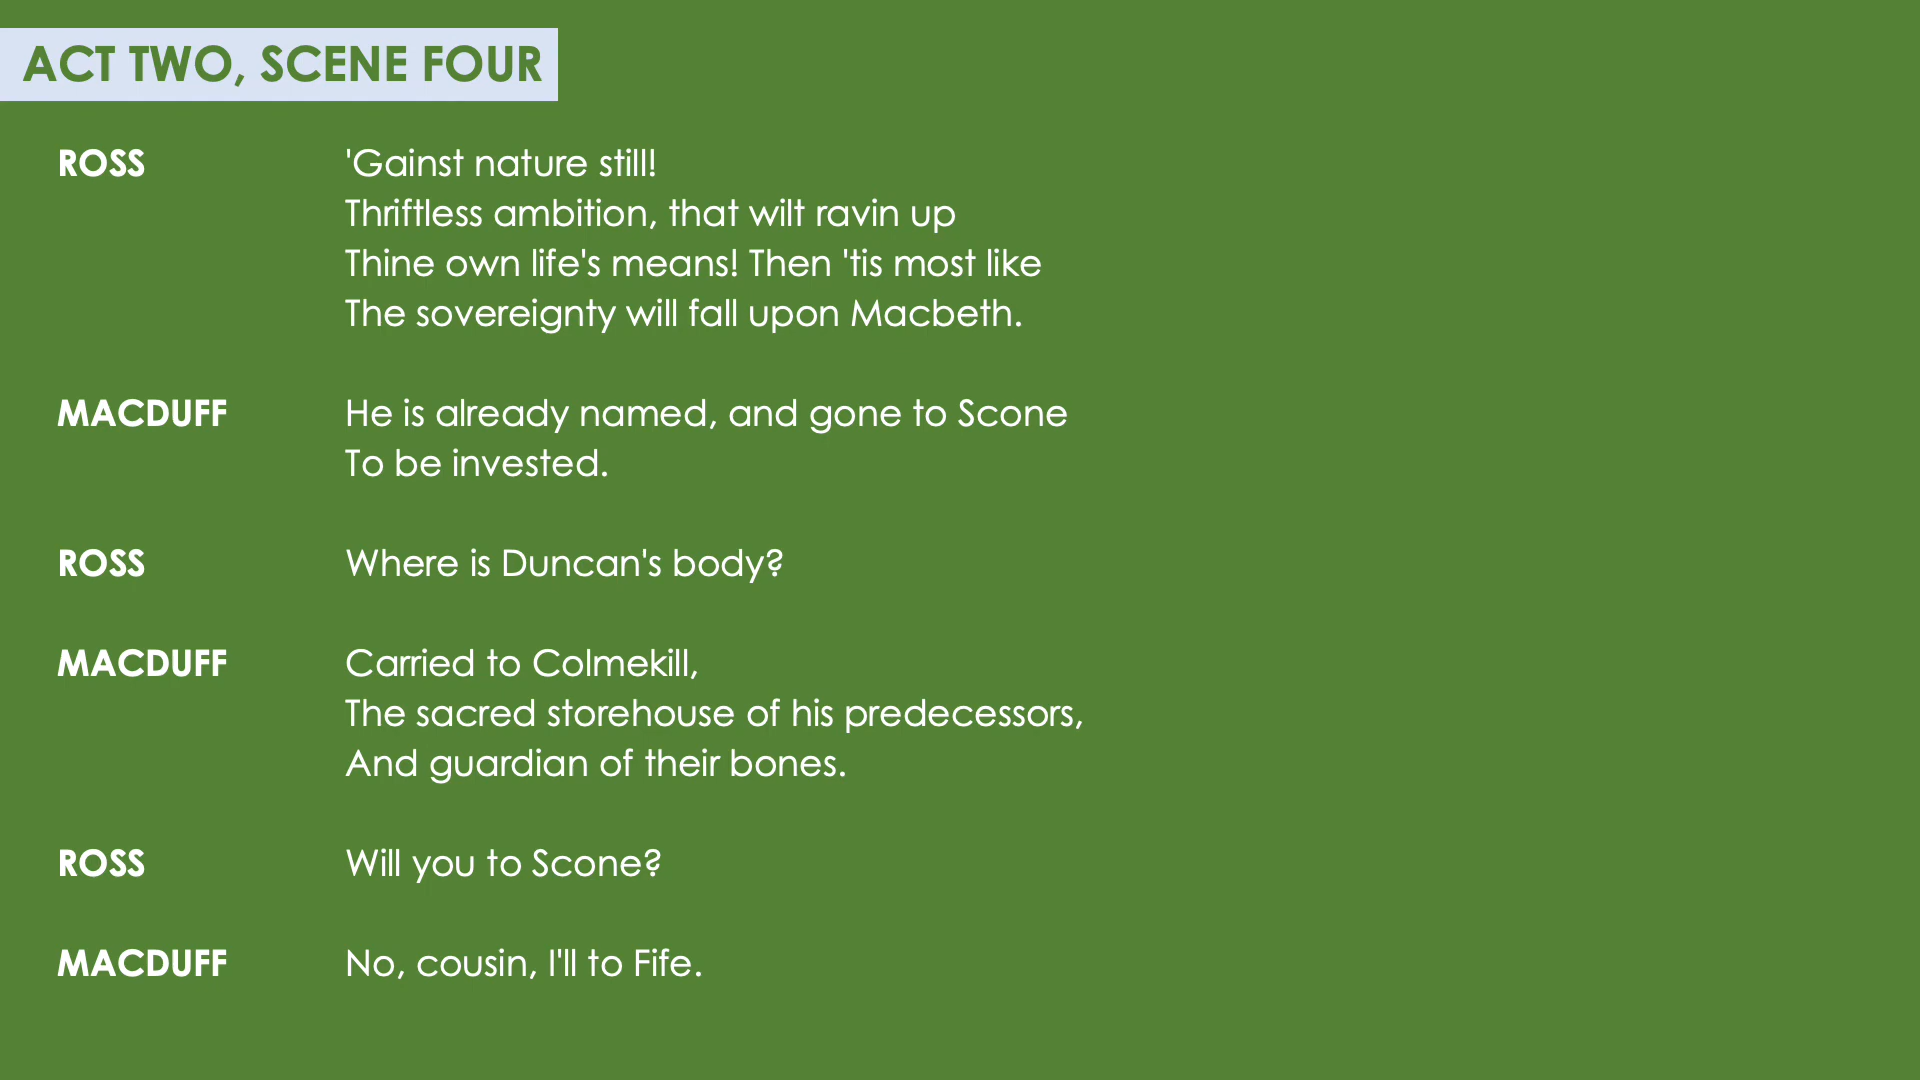 ACT TWO, SCENE FOUR
ROSS 'Gainst nature still!
Thriftless ambition, that wilt ravin up
Thine own life's means! Then 'tis most like
The sovereignty will fall upon Macbeth.
MACDUFF He is already named, and gone to Scone
To be invested.
ROSS Where is Duncan's body?
MACDUFF Carried to Colmekill,
The sacred storehouse of his predecessors,
And guardian of their bones.
ROSS Will you to Scone?
MACDUFF No, cousin, I'll to Fife.